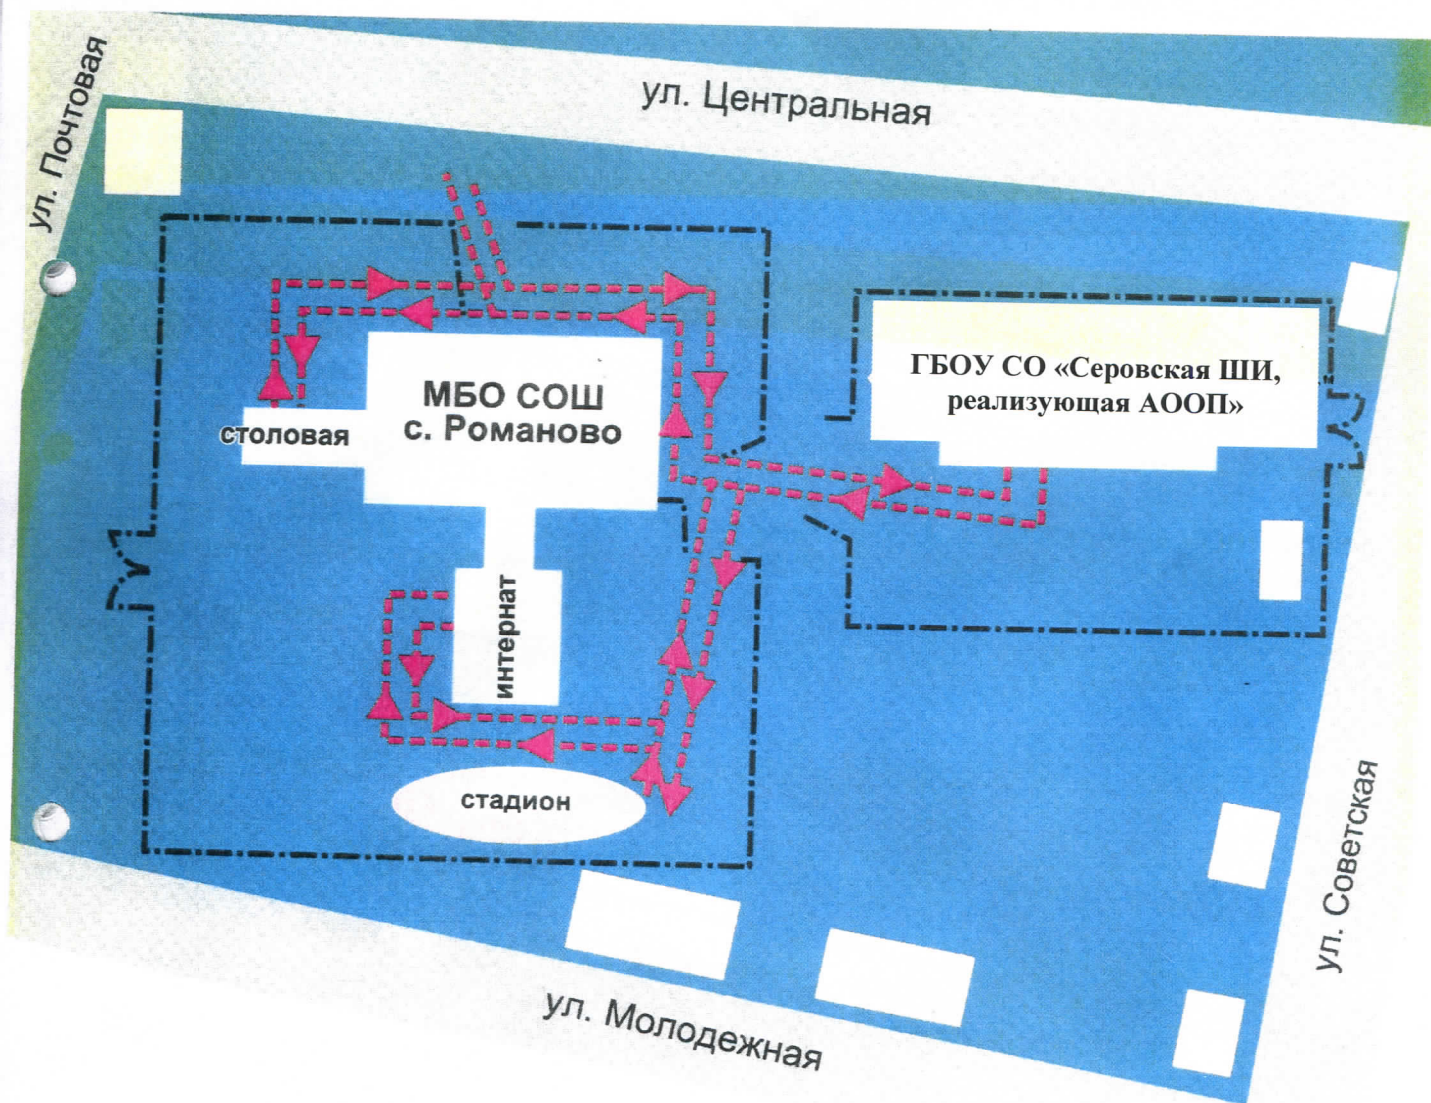 ул. Почтовая
ул. Центральная
ГБОУ СО «Серовская ШИ,
реализующая АООП»
МБО СОШ
с. Романово
столовая
интернат
стадион
ул. Советская
ул. Молодежная